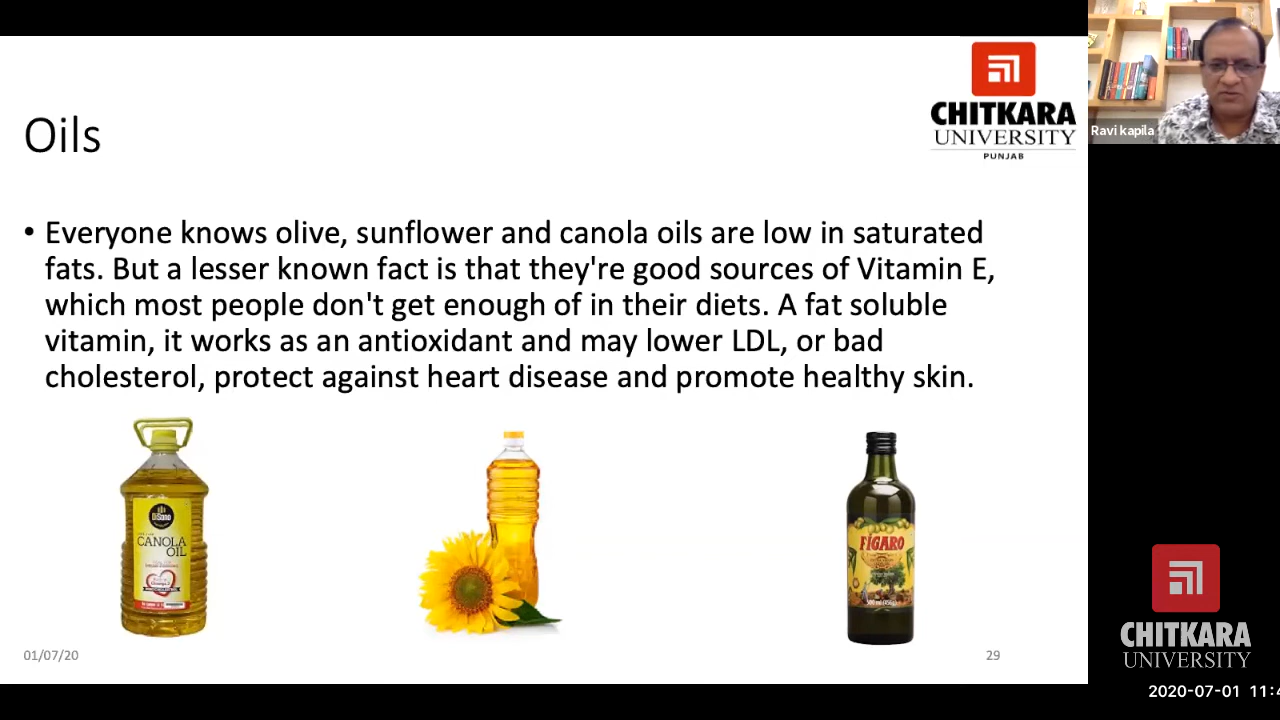 CHITKARA
UNIVERSITY
PUNJAB
Ravi kapila
Oils
• Everyone knows olive, sunflower and canola oils are low in saturated
fats. But a lesser known fact is that they're good sources of Vitamin E,
which most people don't get enough of in their diets. A fat soluble
vitamin, it works as an antioxidant and may lower LDL, or bad
cholesterol, protect against heart disease and promote healthy skin.
DiSano
CANOLA
OIL
FÍGARO
01/07/20
29
CHITKARA
UNIVERSITY
2020-07-01 11:4